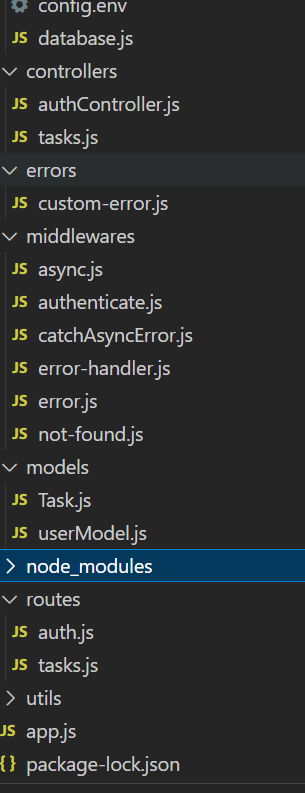 config.env
JS database.js
controllers
JS authController.js
JS tasks.js
errors
JS custom-error.js
middlewares
JS async.js
JS authenticate.js
JS catchAsyncError.js
JS error-handler.js
JS error.js
JS not-found.js
models
JS Task.js
JS userModel.js
node_modules
routes
JS auth.js
JS tasks.js
utils
JS app.js
{} package-lock.json